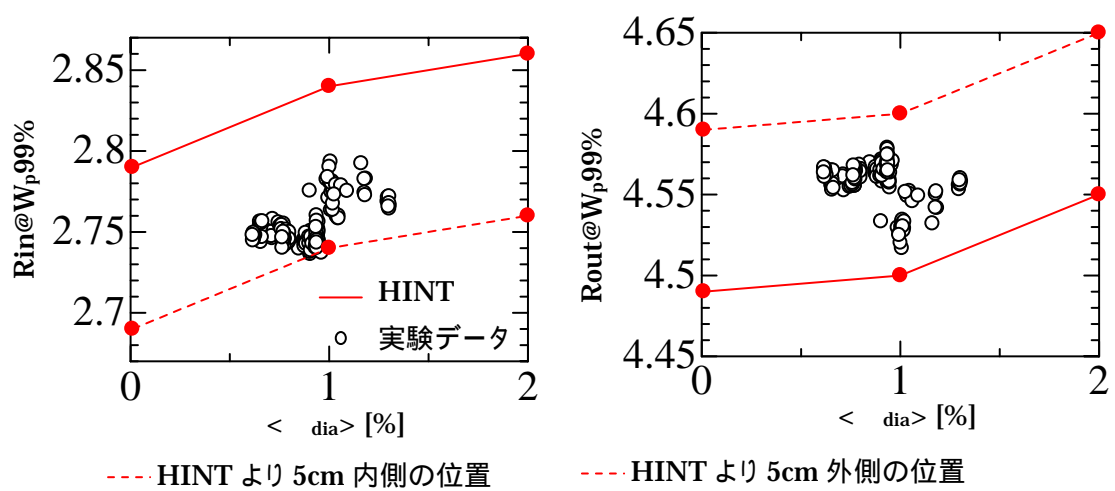 2.85
2.8
2.75
2.7
Rin@Wp99%
HINT
実験データ
0 1 2
< dia> [%]
HINT より 5cm 内側の位置
4.65
4.6
4.55
4.5
4.45
Rout@Wp99%
0 1 2
< dia> [%]
HINT より 5cm 外側の位置